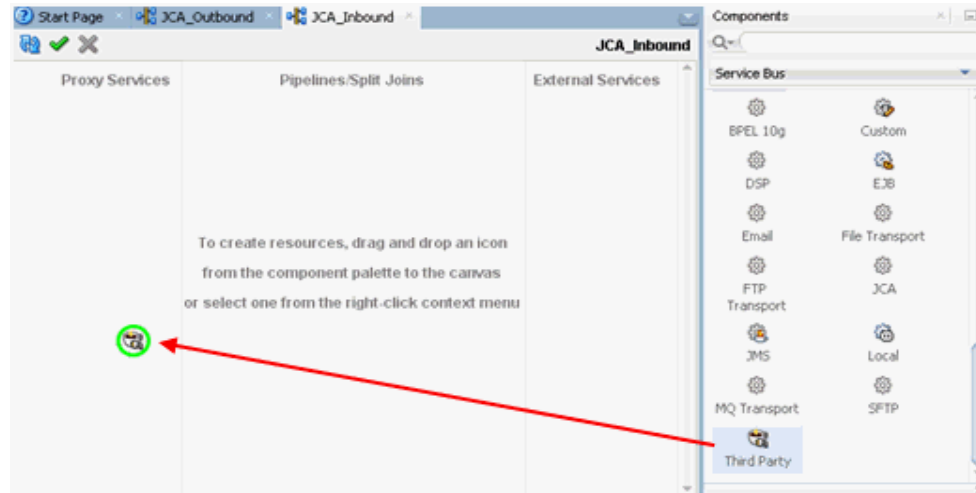 Start Page
JCA_Outbound
JCA_Inbound
Components
JCA_Inbound
Proxy Services
Pipelines/Split Joins
External Services
To create resources, drag and drop an icon
from the component palette to the canvas
or select one from the right-click context menu
Service Bus
BPEL 10g
Custom
DSP
EJB
Email
File Transport
FTP
Transport
JCA
JMS
Local
MQ Transport
SFTP
Third Party